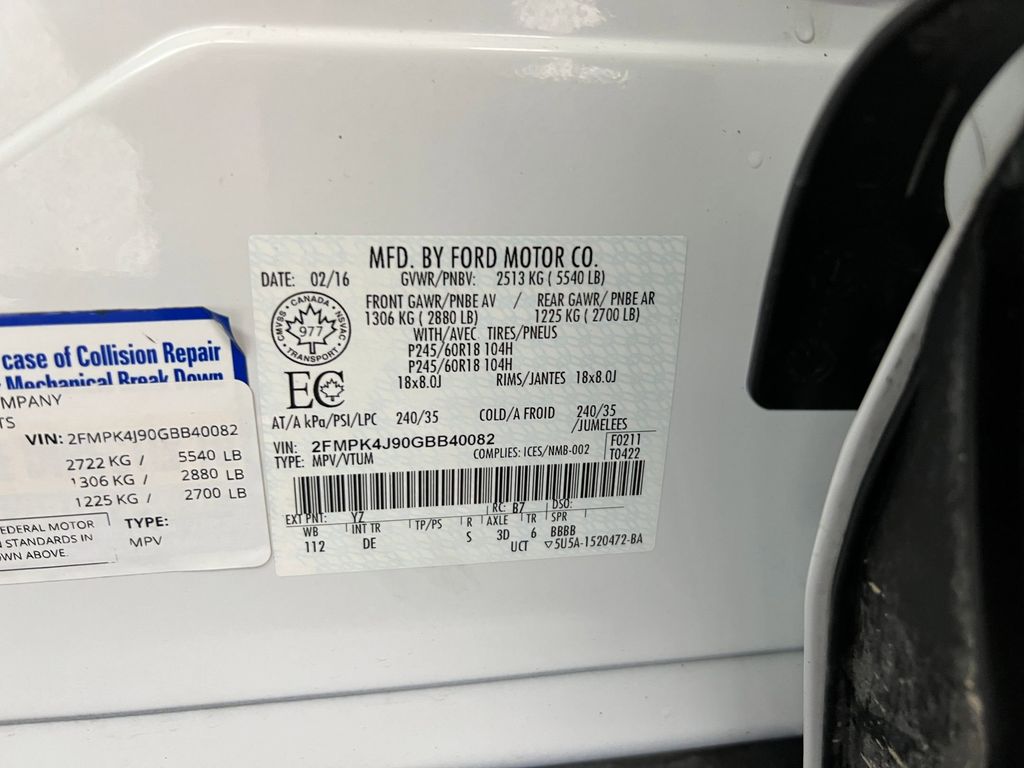 MFD. BY FORD MOTOR CO.
DATE: 02/16 GVWR/PNBV: 2513 KG ( 5540 LB)
FRONT GAWR/PNBE AV / REAR GAWR/ PNBE AR
1306 KG ( 2880 LB) 1225 KG ( 2700 LB)
WITH/AVEC TIRES/PNEUS
P245/60R18 104H
P245/60R18 104H
18x8.0J RIMS/JANTES 18x8.0J
CANADA
CMVSS NSVAC
977
TRANSPORT
EC
AT/A kPa/PSI/LPC 240/35 COLD/A FROID 240/35
/JUMELEES
VIN: 2FMPK4J90GBB40082 F0211
TYPE: MPV/VTUM COMPLIES: ICES/NMB-002 T0422
EXT PNT: YZ RC: B7 DSO:
WB INT TR TP/PS R AXLE TR SPR
112 DE S 3D 6 BBBB
UCT ▽5U5A-1520472-BA
case of Collision Repair
Mechanical Break Down
MPANY
TS
VIN: 2FMPK4J90GBB40082
2722 KG / 5540 LB
1306 KG / 2880 LB
1225 KG / 2700 LB
FEDERAL MOTOR
STANDARDS IN
OWN ABOVE.
TYPE:
MPV